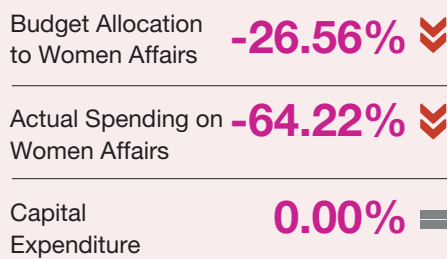 Budget Allocation
to Women Affairs
-26.56%
Actual Spending on
Women Affairs
-64.22%
Capital
Expenditure
0.00%